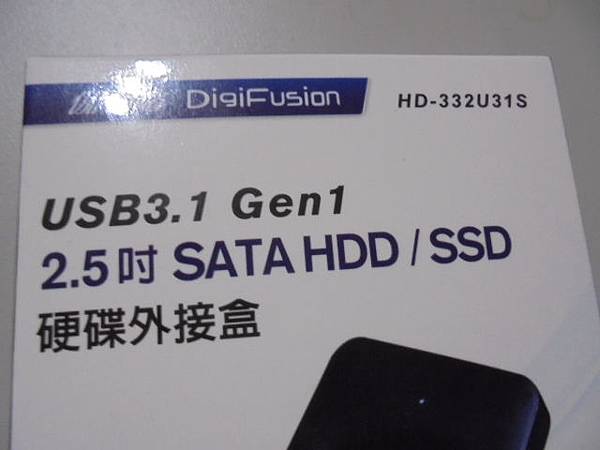 DigiFusion HD-332U31S
USB3.1 Gen1
2.5吋 SATA HDD / SSD
硬碟外接盒